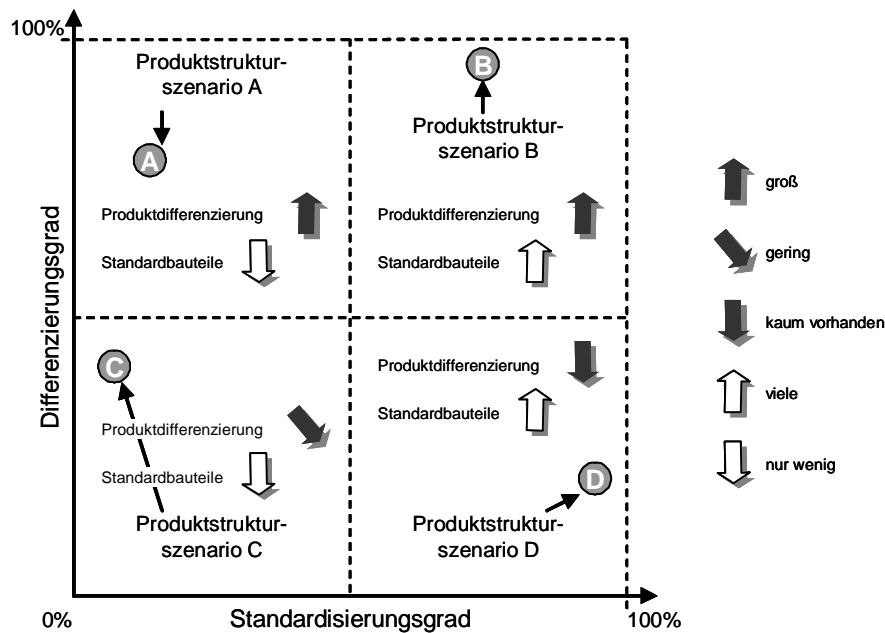 100%
Produktstruktur-
szenario A
A
Produktdifferenzierung
Standardbauteile
B
Produktstruktur-
szenario B
Produktdifferenzierung
Standardbauteile
C
Produktdifferenzierung
Standardbauteile
Produktstruktur-
szenario C
Produktdifferenzierung
Standardbauteile
D
Produktstruktur-
szenario D
Differenzierungsgrad
0%
Standardisierungsgrad
100%
groß
gering
kaum vorhanden
viele
nur wenig